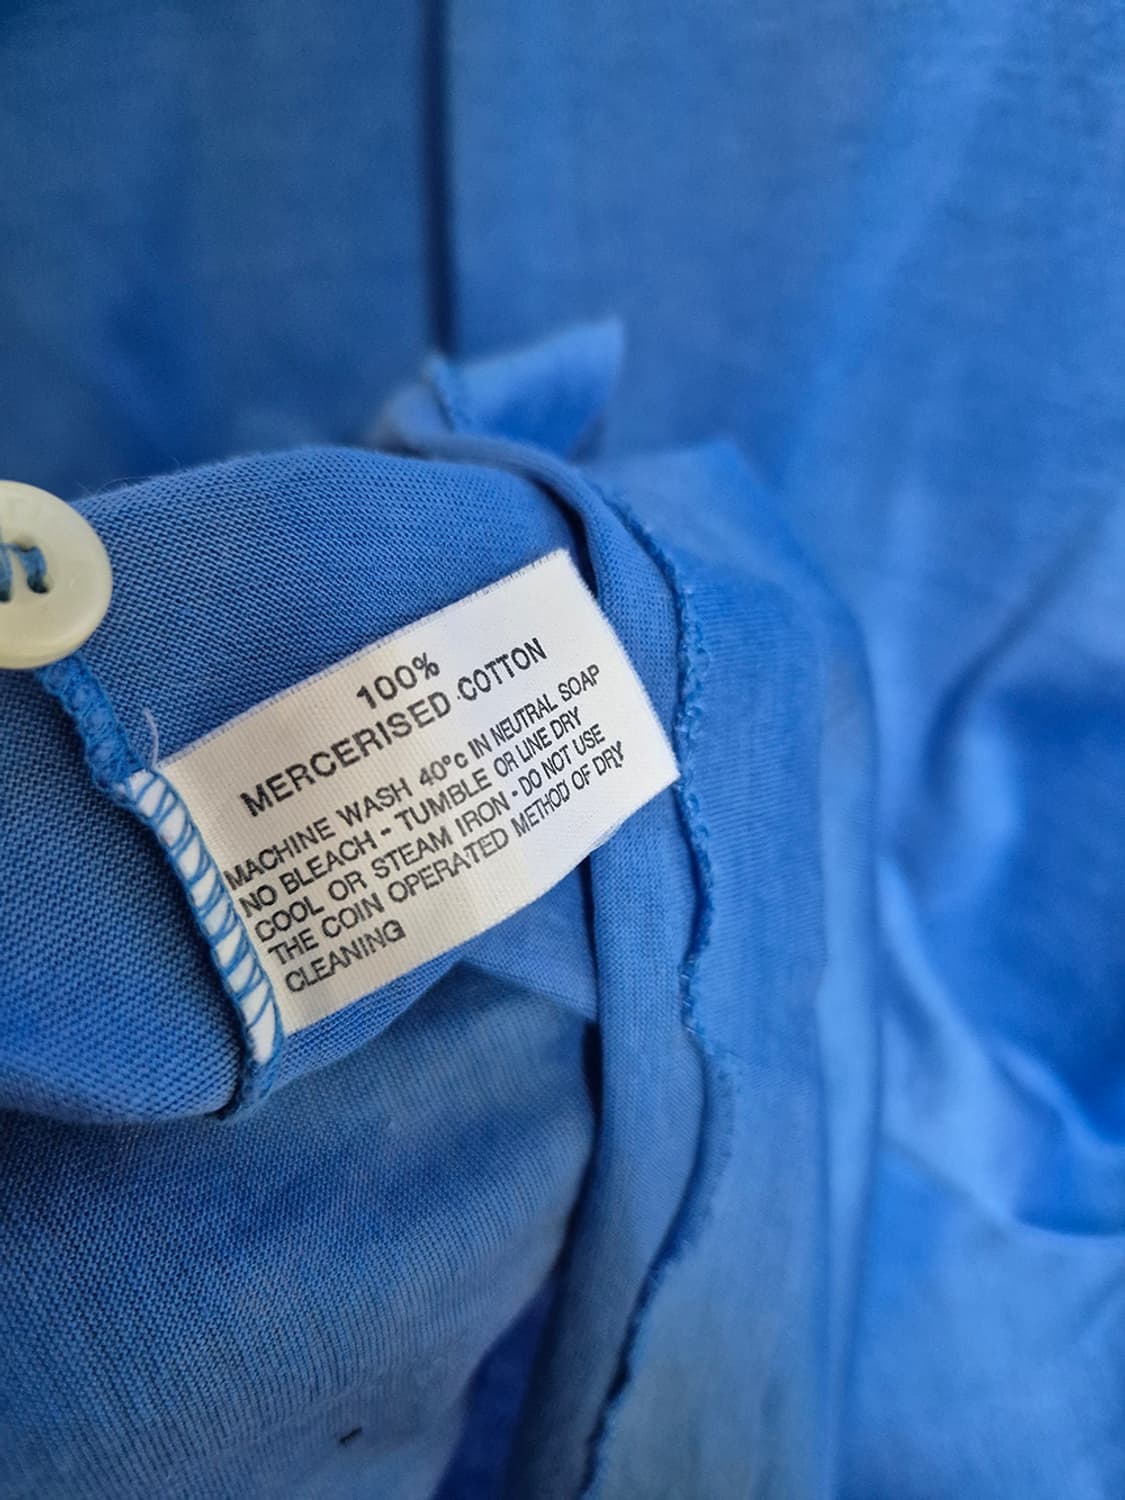 100%
MERCERISED COTTON
MACHINE WASH 40°c IN NEUTRAL SOAP
NO BLEACH - TUMBLE OR LINE DRY
COOL OR STEAM IRON - DO NOT USE
THE COIN OPERATED METHOD OF DRY
CLEANING